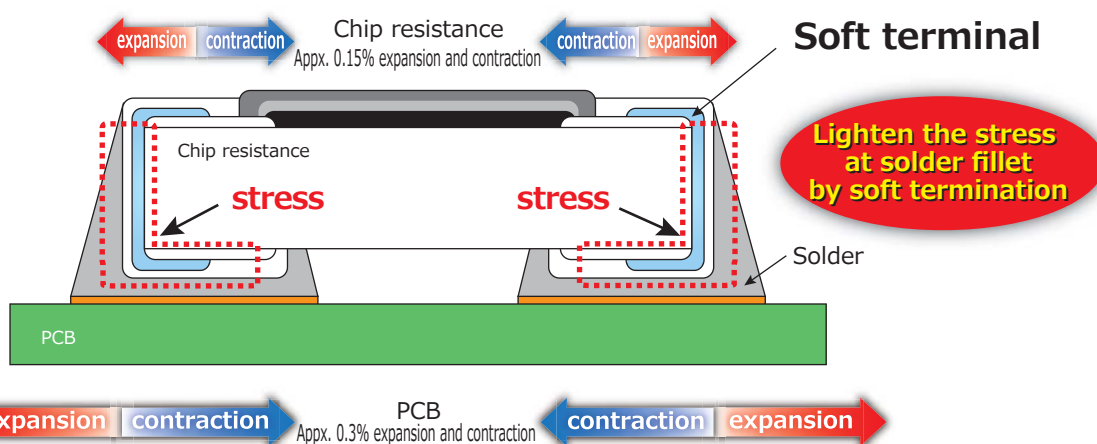 expansion contraction
Chip resistance
Appx. 0.15% expansion and contraction
contraction expansion
Soft terminal
Lighten the stress
at solder fillet
by soft termination
Chip resistance
stress
stress
Solder
PCB
expansion contraction
PCB
Appx. 0.3% expansion and contraction
contraction expansion